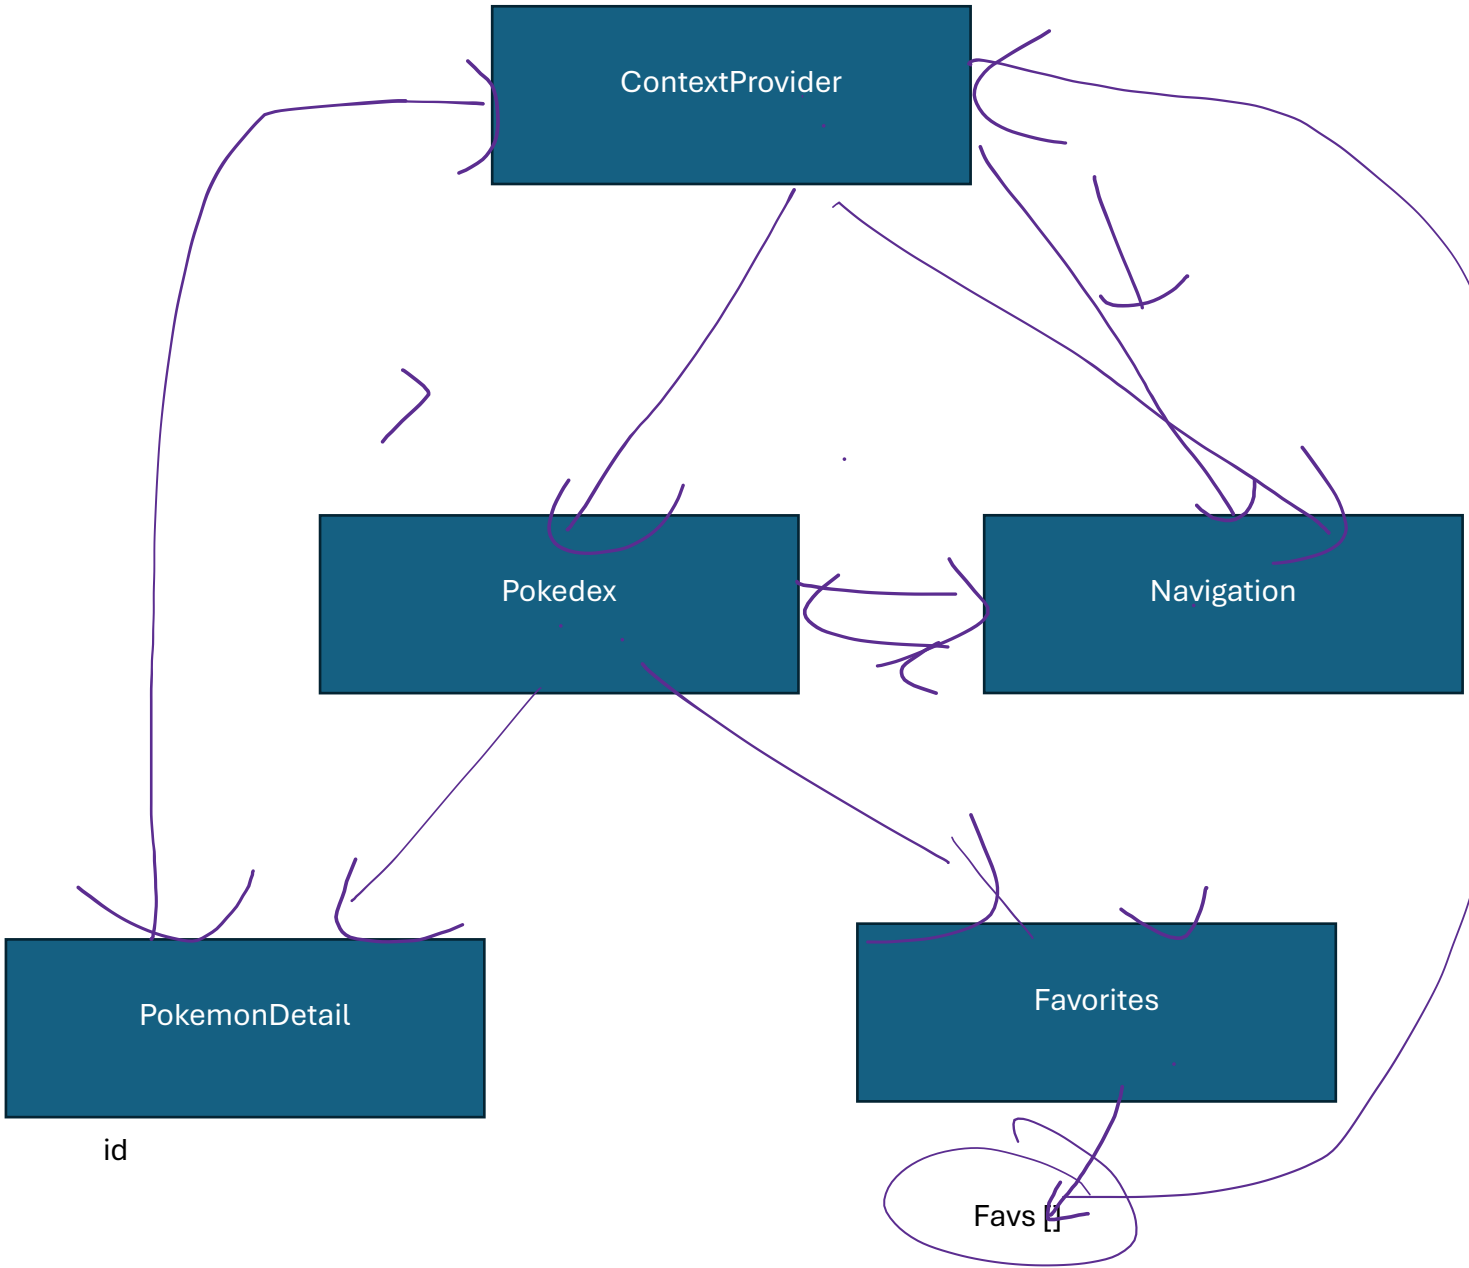 ContextProvider
Pokedex
Navigation
PokemonDetail
Favorites
id
Favs []